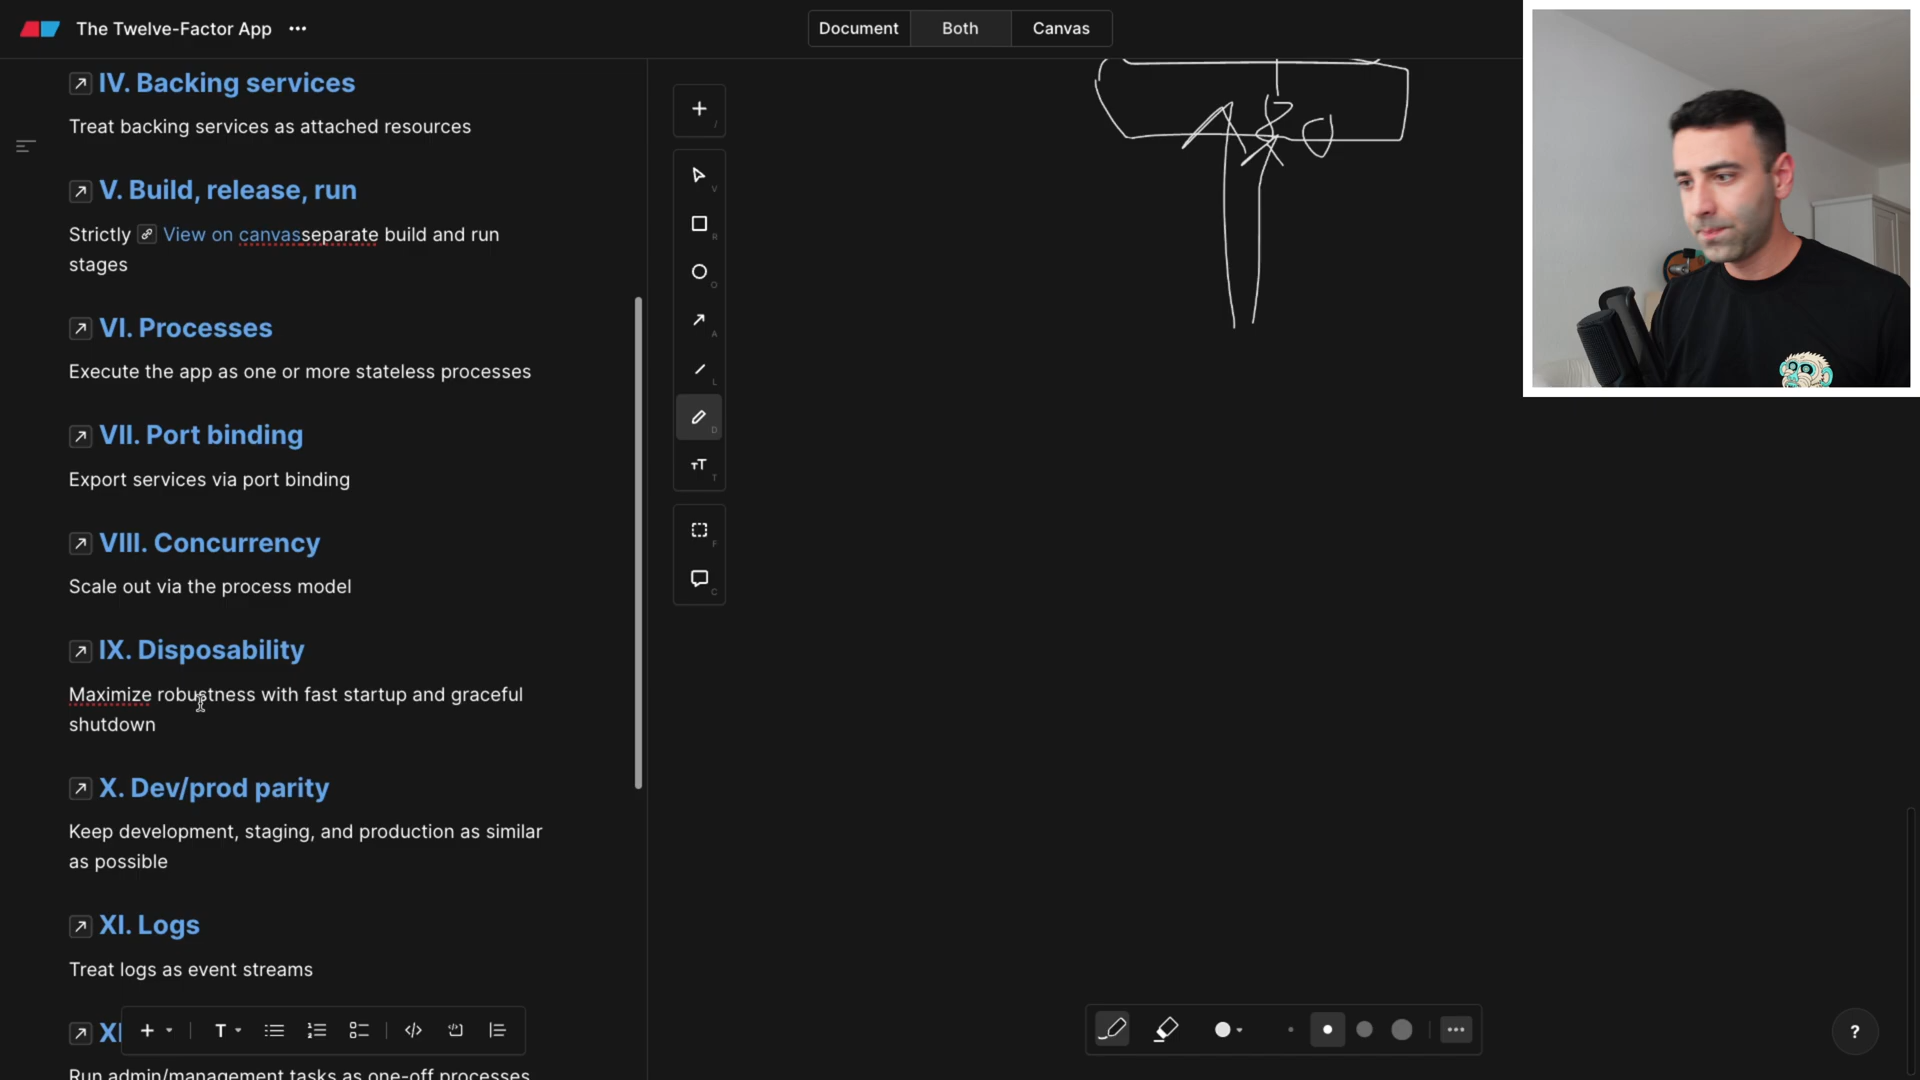 The Twelve-Factor App
Document Both Canvas
IV. Backing services
Treat backing services as attached resources
V. Build, release, run
Strictly View on canvasseparate build and run
stages
VI. Processes
Execute the app as one or more stateless processes
VII. Port binding
Export services via port binding
VIII. Concurrency
Scale out via the process model
IX. Disposability
Maximize robustness with fast startup and graceful
shutdown
X. Dev/prod parity
Keep development, staging, and production as similar
as possible
XI. Logs
Treat logs as event streams
Run admin/management tasks as one-off processes
/
V
R
O
A
L
D
T
F
C
T
?